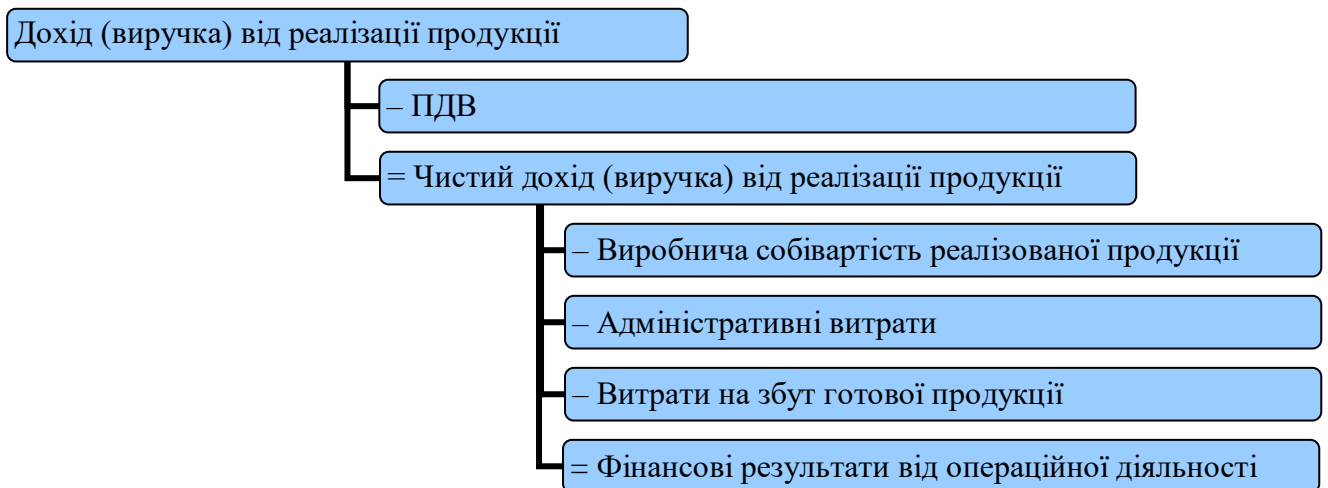 Дохід (виручка) від реалізації продукції
– ПДВ
= Чистий дохід (виручка) від реалізації продукції
– Виробнича собівартість реалізованої продукції
– Адміністративні витрати
– Витрати на збут готової продукції
= Фінансові результати від операційної діяльності